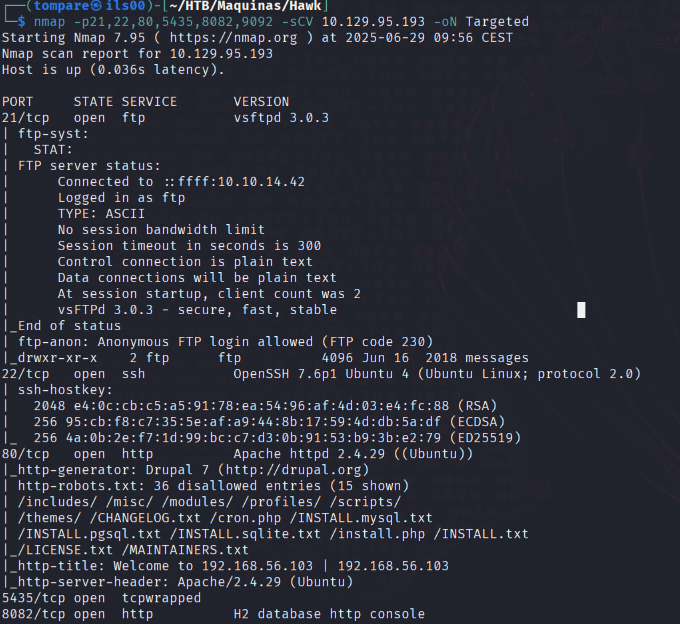 ┌──(tompare㉿ils00)-[~/HTB/Maquinas/Hawk]
└─$ nmap -p21,22,80,5435,8082,9092 -sCV 10.129.95.193 -oN Targeted
Starting Nmap 7.95 ( https://nmap.org ) at 2025-06-29 09:56 CEST
Nmap scan report for 10.129.95.193
Host is up (0.036s latency).

PORT     STATE SERVICE       VERSION
21/tcp   open  ftp           vsftpd 3.0.3
| ftp-syst:
|   STAT:
| FTP server status:
|      Connected to ::ffff:10.10.14.42
|      Logged in as ftp
|      TYPE: ASCII
|      No session bandwidth limit
|      Session timeout in seconds is 300
|      Control connection is plain text
|      Data connections will be plain text
|      At session startup, client count was 2
|      vsFTPd 3.0.3 - secure, fast, stable
|_End of status
| ftp-anon: Anonymous FTP login allowed (FTP code 230)
|_drwxr-xr-x    2 ftp      ftp          4096 Jun 16  2018 messages
22/tcp   open  ssh           OpenSSH 7.6p1 Ubuntu 4 (Ubuntu Linux; protocol 2.0)
| ssh-hostkey:
|   2048 e4:0c:cb:c5:a5:91:78:ea:54:96:af:4d:03:e4:fc:88 (RSA)
|   256 95:cb:f8:c7:35:5e:af:a9:44:8b:17:59:4d:db:5a:df (ECDSA)
|_  256 4a:0b:2e:f7:1d:99:bc:c7:d3:0b:91:53:b9:3b:e2:79 (ED25519)
80/tcp   open  http          Apache httpd 2.4.29 ((Ubuntu))
|_http-generator: Drupal 7 (http://drupal.org)
| http-robots.txt: 36 disallowed entries (15 shown)
| /includes/ /misc/ /modules/ /profiles/ /scripts/
| /themes/ /CHANGELOG.txt /cron.php /INSTALL.mysql.txt
| /INSTALL.pgsql.txt /INSTALL.sqlite.txt /install.php /INSTALL.txt
|_/LICENSE.txt /MAINTAINERS.txt
|_http-title: Welcome to 192.168.56.103 | 192.168.56.103
|_http-server-header: Apache/2.4.29 (Ubuntu)
5435/tcp open  tcpwrapped
8082/tcp open  http          H2 database http console